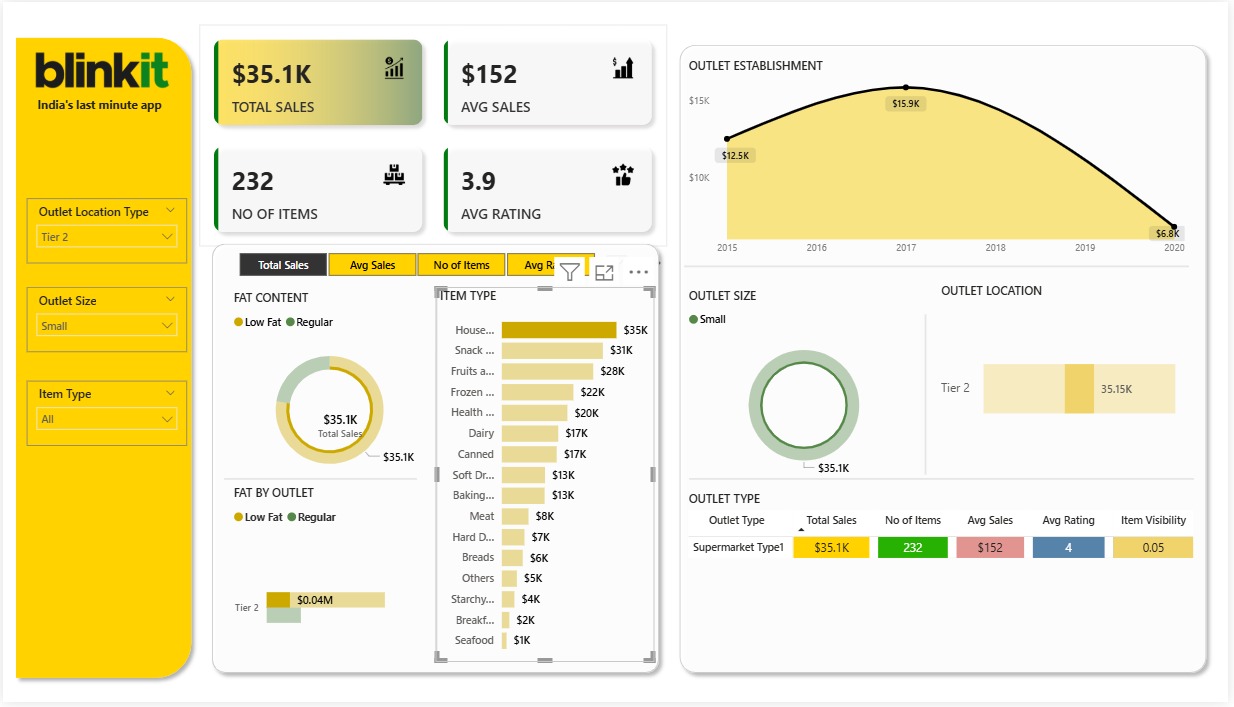 blinkit
India's last minute app
Outlet Location Type
Tier 2
Outlet Size
Small
Item Type
All
$35.1K
TOTAL SALES
$152
AVG SALES
232
NO OF ITEMS
3.9
AVG RATING
Total Sales
Avg Sales
No of Items
Avg Ra
FAT CONTENT
Low Fat Regular
$35.1K
Total Sales
$35.1K
FAT BY OUTLET
Low Fat Regular
Tier 2 $0.04M
ITEM TYPE
House... $35K
Snack ... $31K
Fruits a... $28K
Frozen ... $22K
Health ... $20K
Dairy $17K
Canned $17K
Soft Dr... $13K
Baking... $13K
Meat $8K
Hard D... $7K
Breads $6K
Others $5K
Starchy... $4K
Breakf... $2K
Seafood $1K
OUTLET ESTABLISHMENT
$15K
$10K
$12.5K
$15.9K
$6.8K
2015 2016 2017 2018 2019 2020
OUTLET SIZE
Small
$35.1K
OUTLET LOCATION
Tier 2 35.15K
OUTLET TYPE
Outlet Type Total Sales No of Items Avg Sales Avg Rating Item Visibility
Supermarket Type1 $35.1K 232 $152 4 0.05